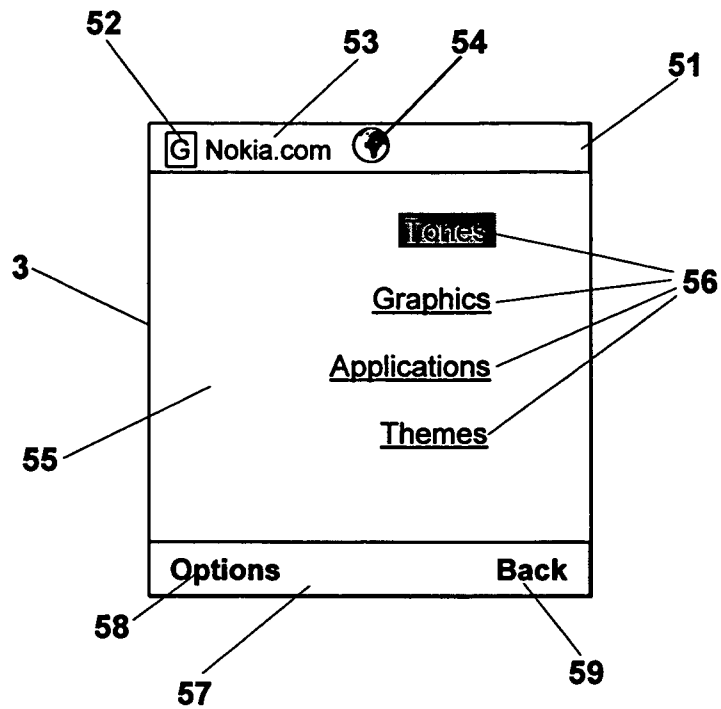 52 53 54 51
G Nokia.com
Tones
3 56
Graphics
Applications
Themes
55
Options Back
58 57 59